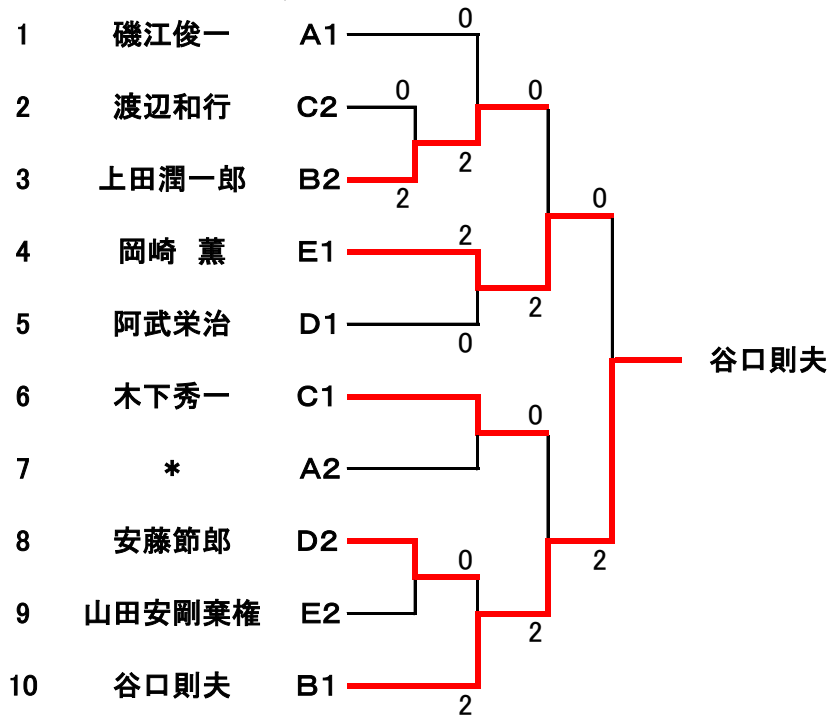 0
1 磯江俊一 A1
0 0
2 渡辺和行 C2
2
3 上田潤一郎 B2
2 0
2
4 岡崎 薫 E1
2
5 阿武栄治 D1
0
谷口則夫
6 木下秀一 C1
0
7 * A2
8 安藤節郎 D2
0 2
9 山田安剛棄権 E2
2
10 谷口則夫 B1
2